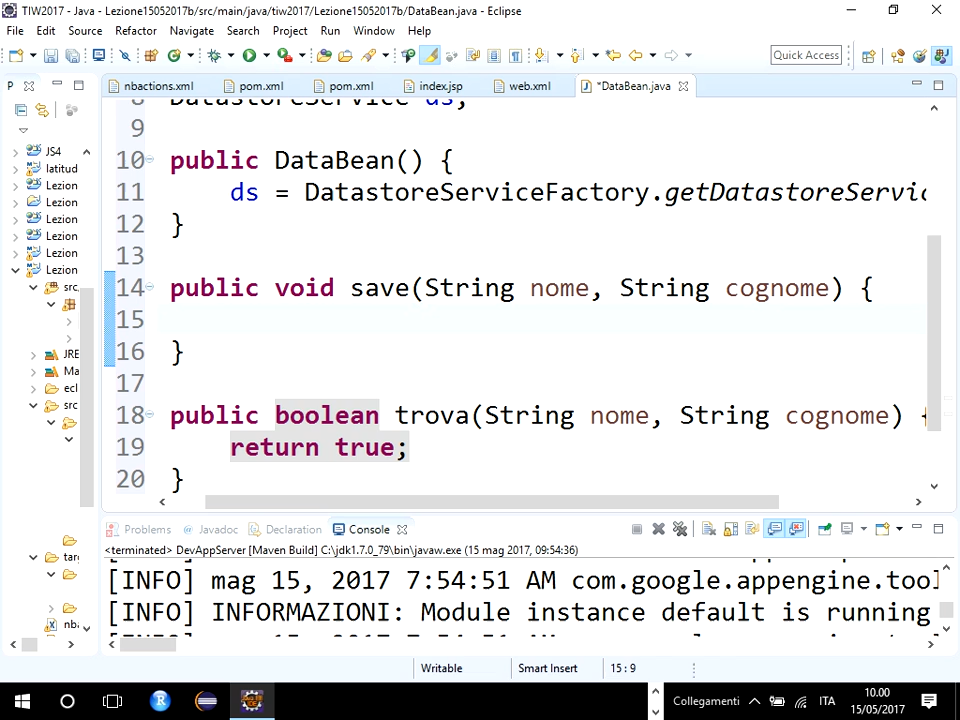 TIW2017 - Java - Lezione15052017b/src/main/java/tiw2017/Lezione15052017b/DataBean.java - Eclipse
File Edit Source Refactor Navigate Search Project Run Window Help
Quick Access
P nbactions.xml pom.xml pom.xml index.jsp web.xml *DataBean.java
JS4
latitud
Lezion
Lezion
Lezion
Lezion
Lezion
Lezion
src
JRE
Ma
ecl
src
targ
nba
8 DatastoreService ds;
9
10 public DataBean() {
11 ds = DatastoreServiceFactory.getDatastoreServic
12 }
13
14 public void save(String nome, String cognome) {
15
16 }
17
18 public boolean trova(String nome, String cognome) {
19 return true;
20 }
Problems Javadoc Declaration Console
<terminated> DevAppServer [Maven Build] C:\jdk1.7.0_79\bin\javaw.exe (15 mag 2017, 09:54:36)
[INFO] mag 15, 2017 7:54:51 AM com.google.appengine.tool
[INFO] INFORMAZIONI: Module instance default is running
Writable Smart Insert 15 : 9
Collegamenti ITA 10.00
15/05/2017